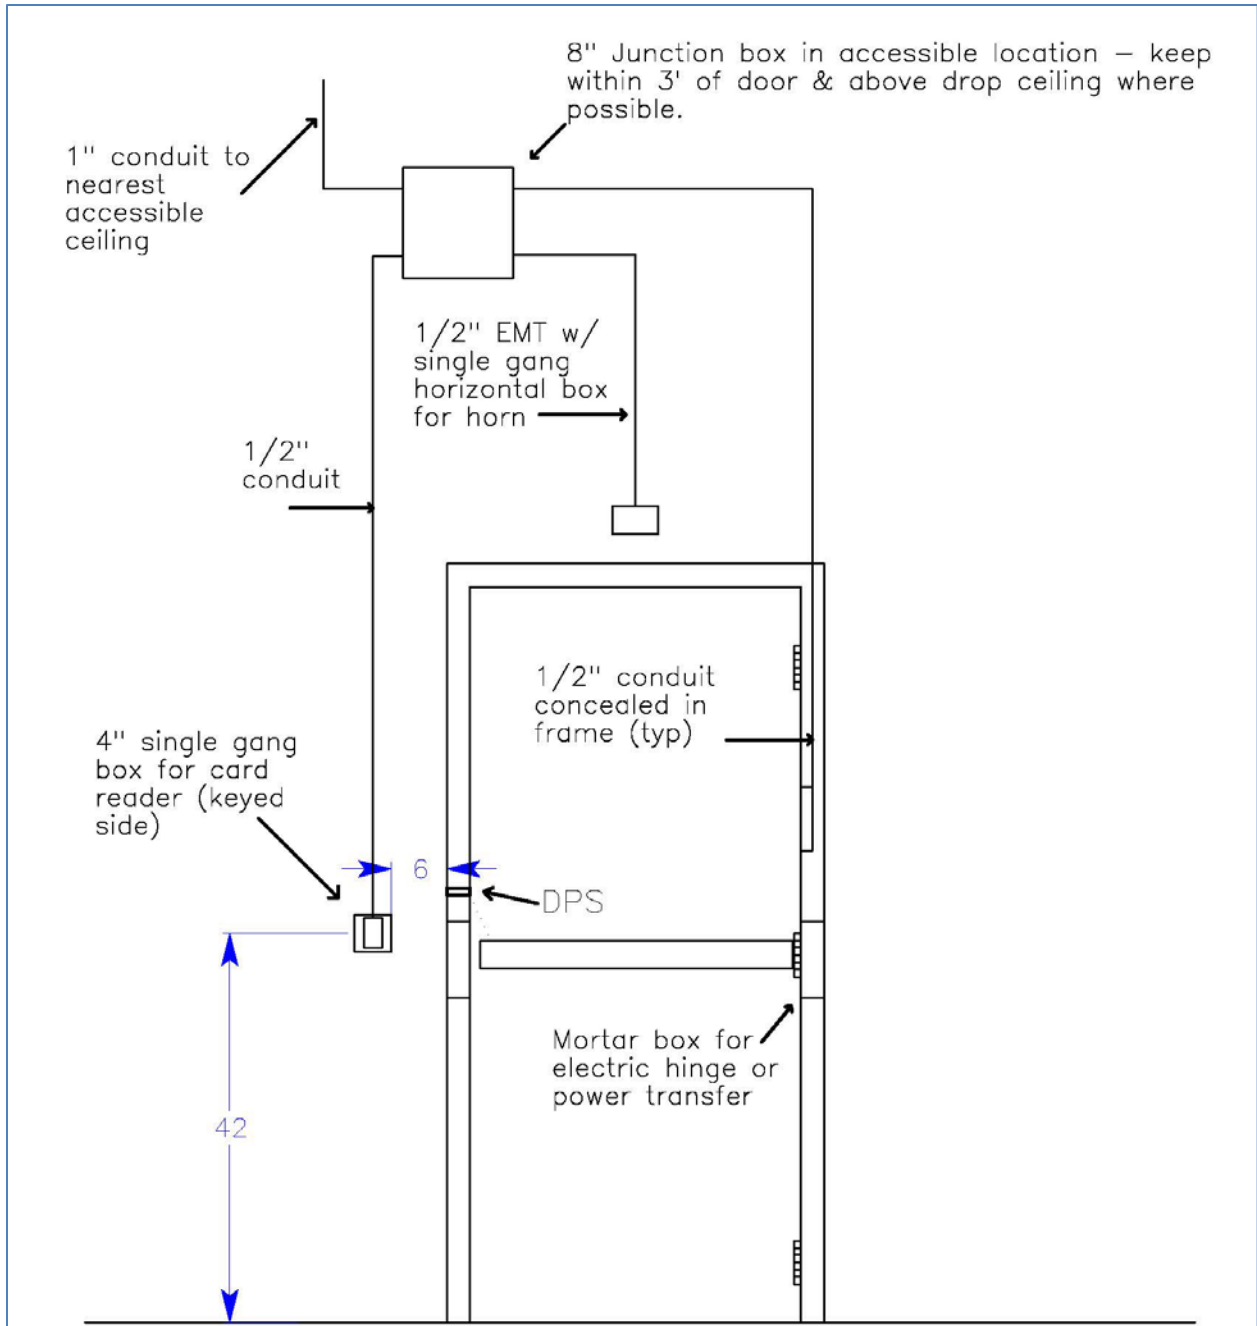 8" Junction box in accessible location – keep
within 3' of door & above drop ceiling where
possible.
1" conduit to
nearest
accessible
ceiling
1/2" EMT w/
single gang
horizontal box
for horn
1/2"
conduit
1/2" conduit
concealed in
frame (typ)
4" single gang
box for card
reader (keyed
side)
6
DPS
Mortar box for
electric hinge or
power transfer
42